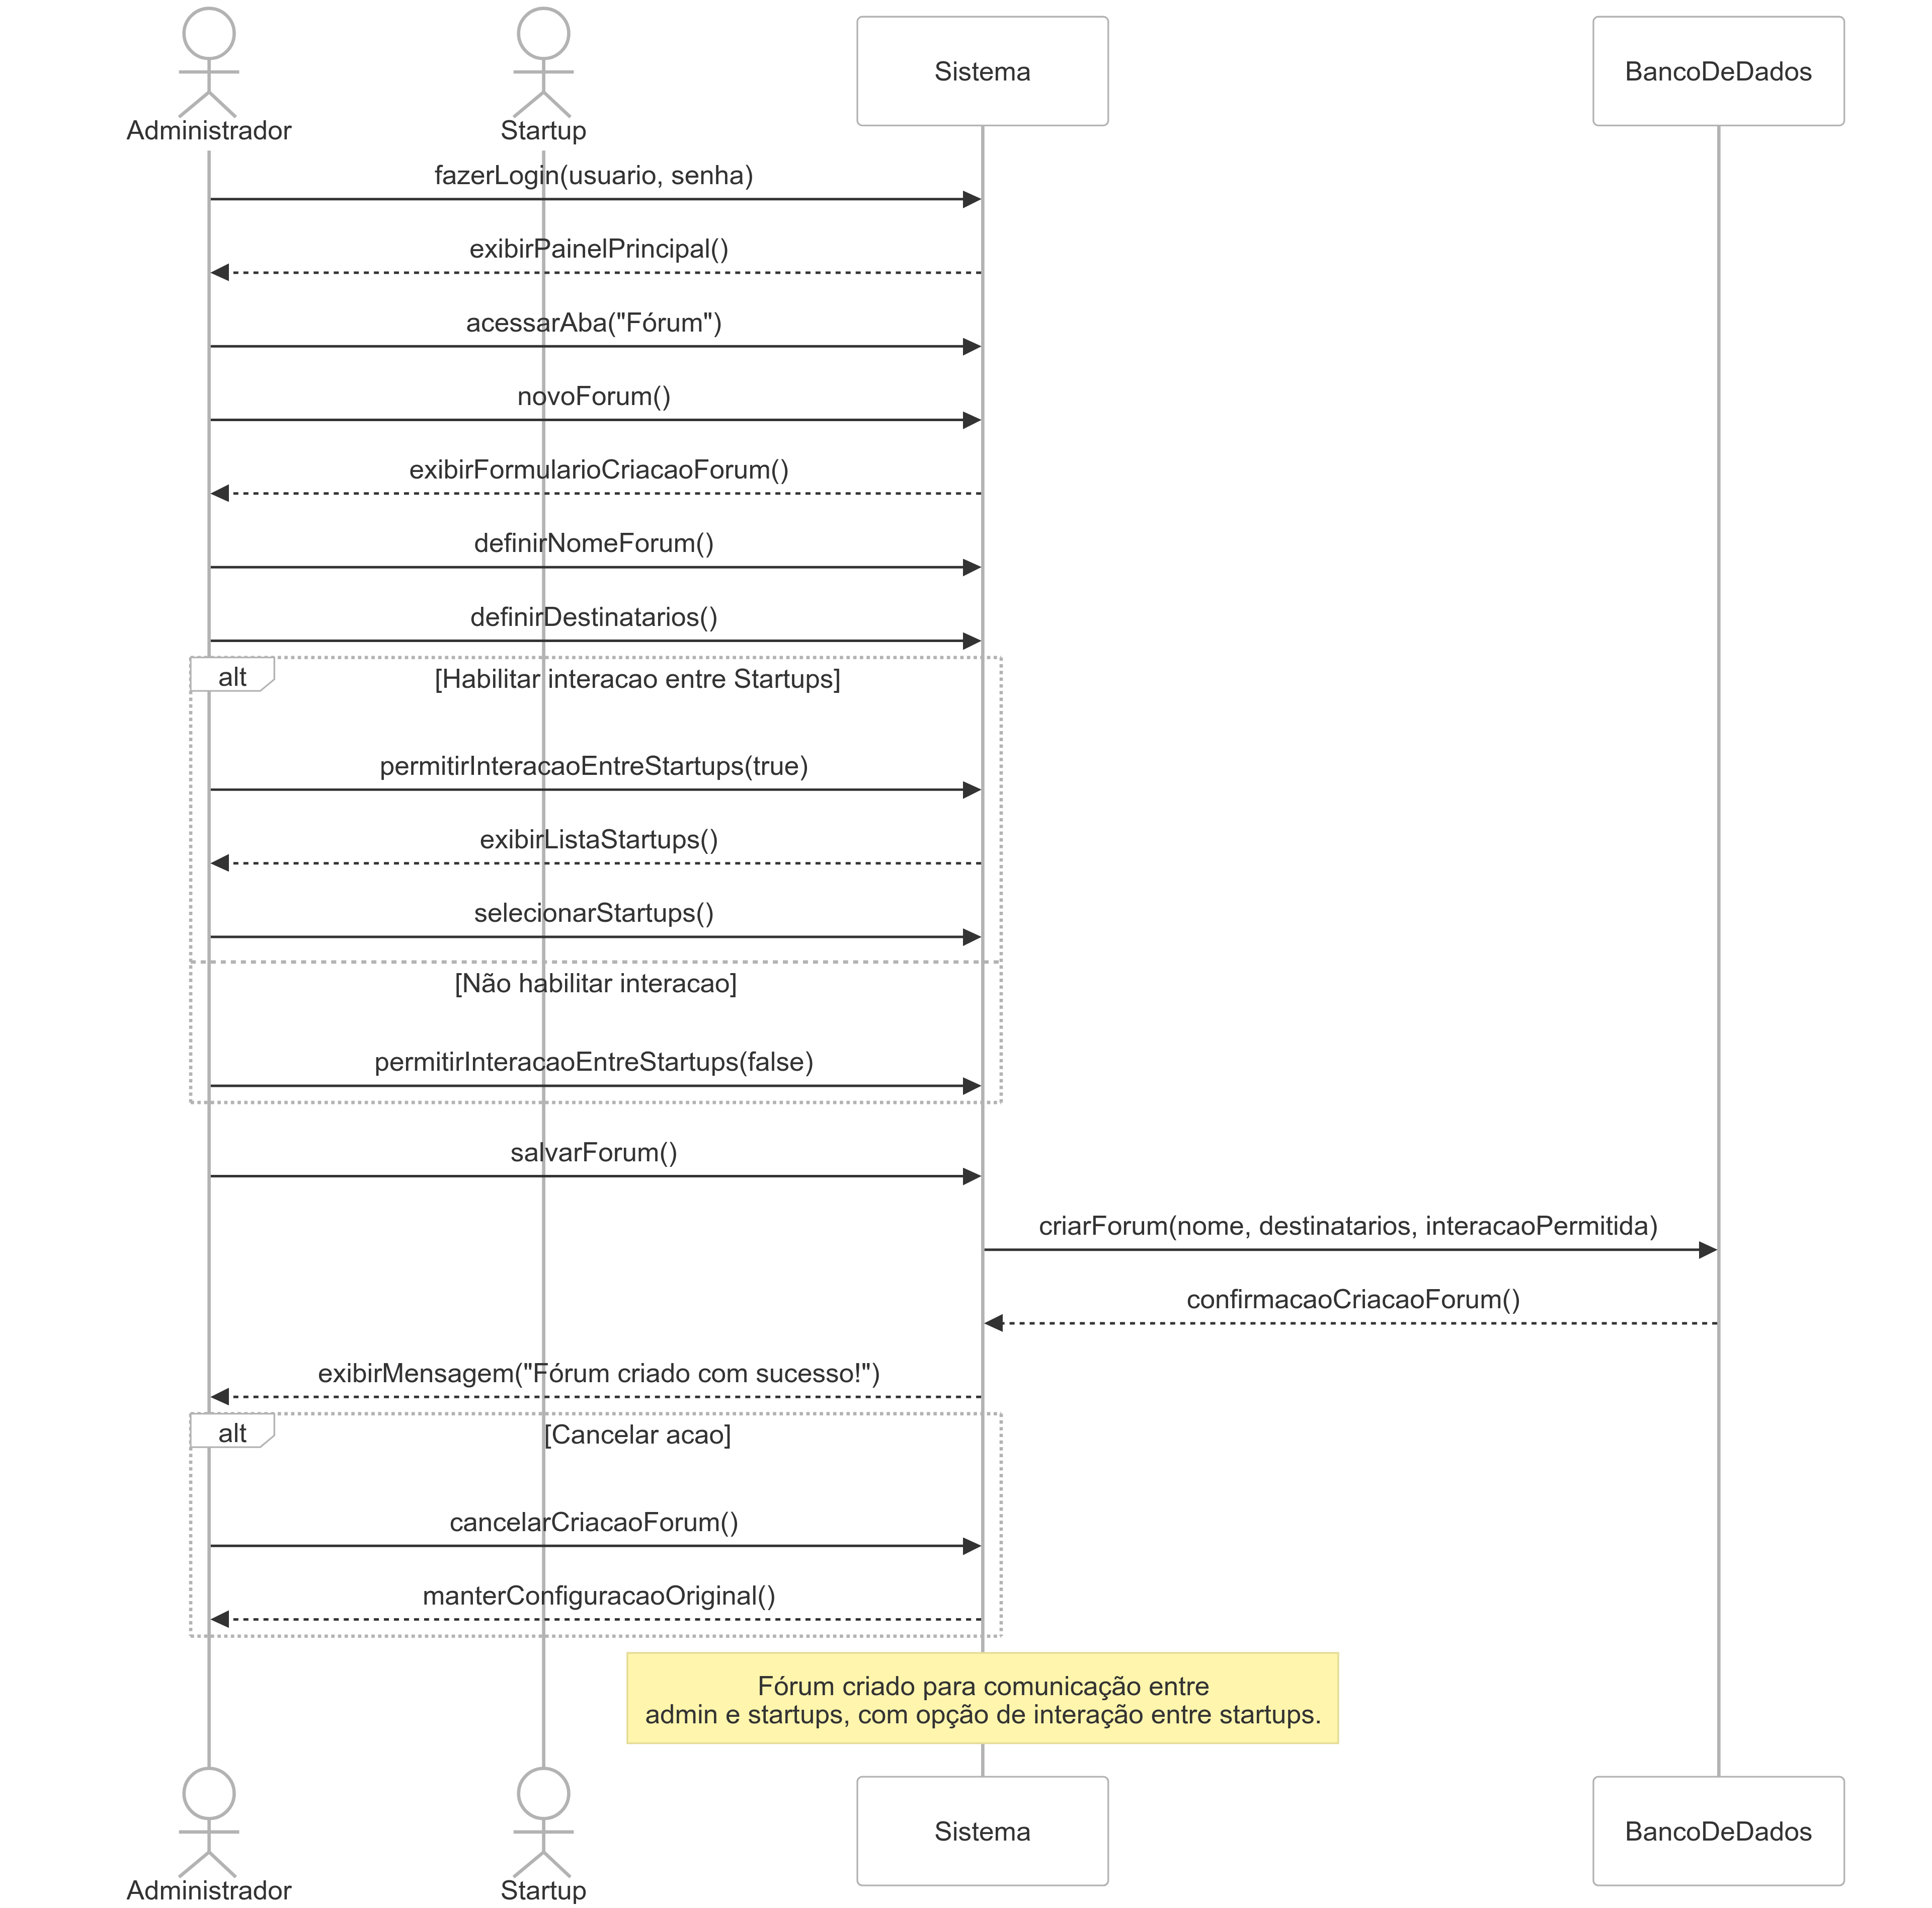 Administrador
Startup
Sistema
BancoDeDados
fazerLogin(usuario, senha)
exibirPainelPrincipal()
acessarAba("Fórum")
novoForum()
exibirFormularioCriacaoForum()
definirNomeForum()
definirDestinatarios()
alt
[Habilitar interacao entre Startups]
permitirInteracaoEntreStartups(true)
exibirListaStartups()
selecionarStartups()
[Não habilitar interacao]
permitirInteracaoEntreStartups(false)
salvarForum()
criarForum(nome, destinatarios, interacaoPermitida)
confirmacaoCriacaoForum()
exibirMensagem("Fórum criado com sucesso!")
alt
[Cancelar acao]
cancelarCriacaoForum()
manterConfiguracaoOriginal()
Fórum criado para comunicação entre
admin e startups, com opção de interação entre startups.
Administrador
Startup
Sistema
BancoDeDados